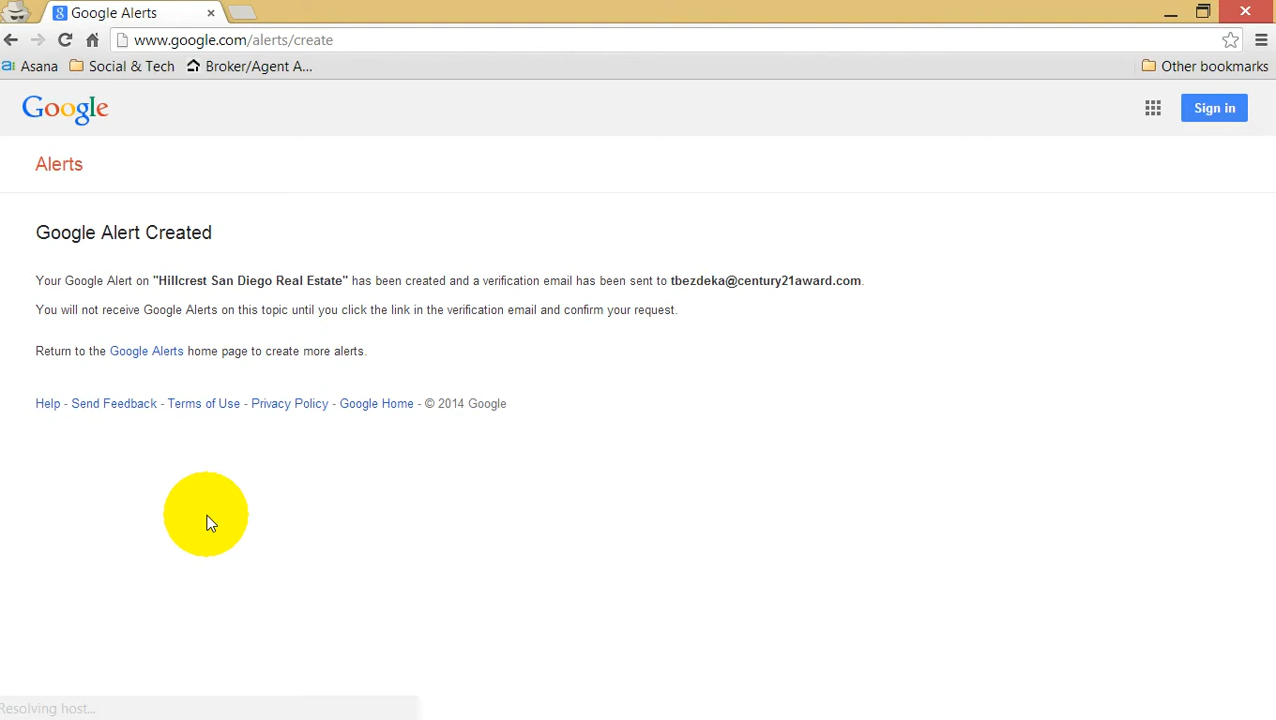 Google Alerts
www.google.com/alerts/create
Asana Social & Tech Broker/Agent A... Other bookmarks
Google Sign in
Alerts
Google Alert Created
Your Google Alert on "Hillcrest San Diego Real Estate" has been created and a verification email has been sent to tbezdeka@century21award.com.
You will not receive Google Alerts on this topic until you click the link in the verification email and confirm your request.
Return to the Google Alerts home page to create more alerts.
Help - Send Feedback - Terms of Use - Privacy Policy - Google Home - © 2014 Google
Resolving host...